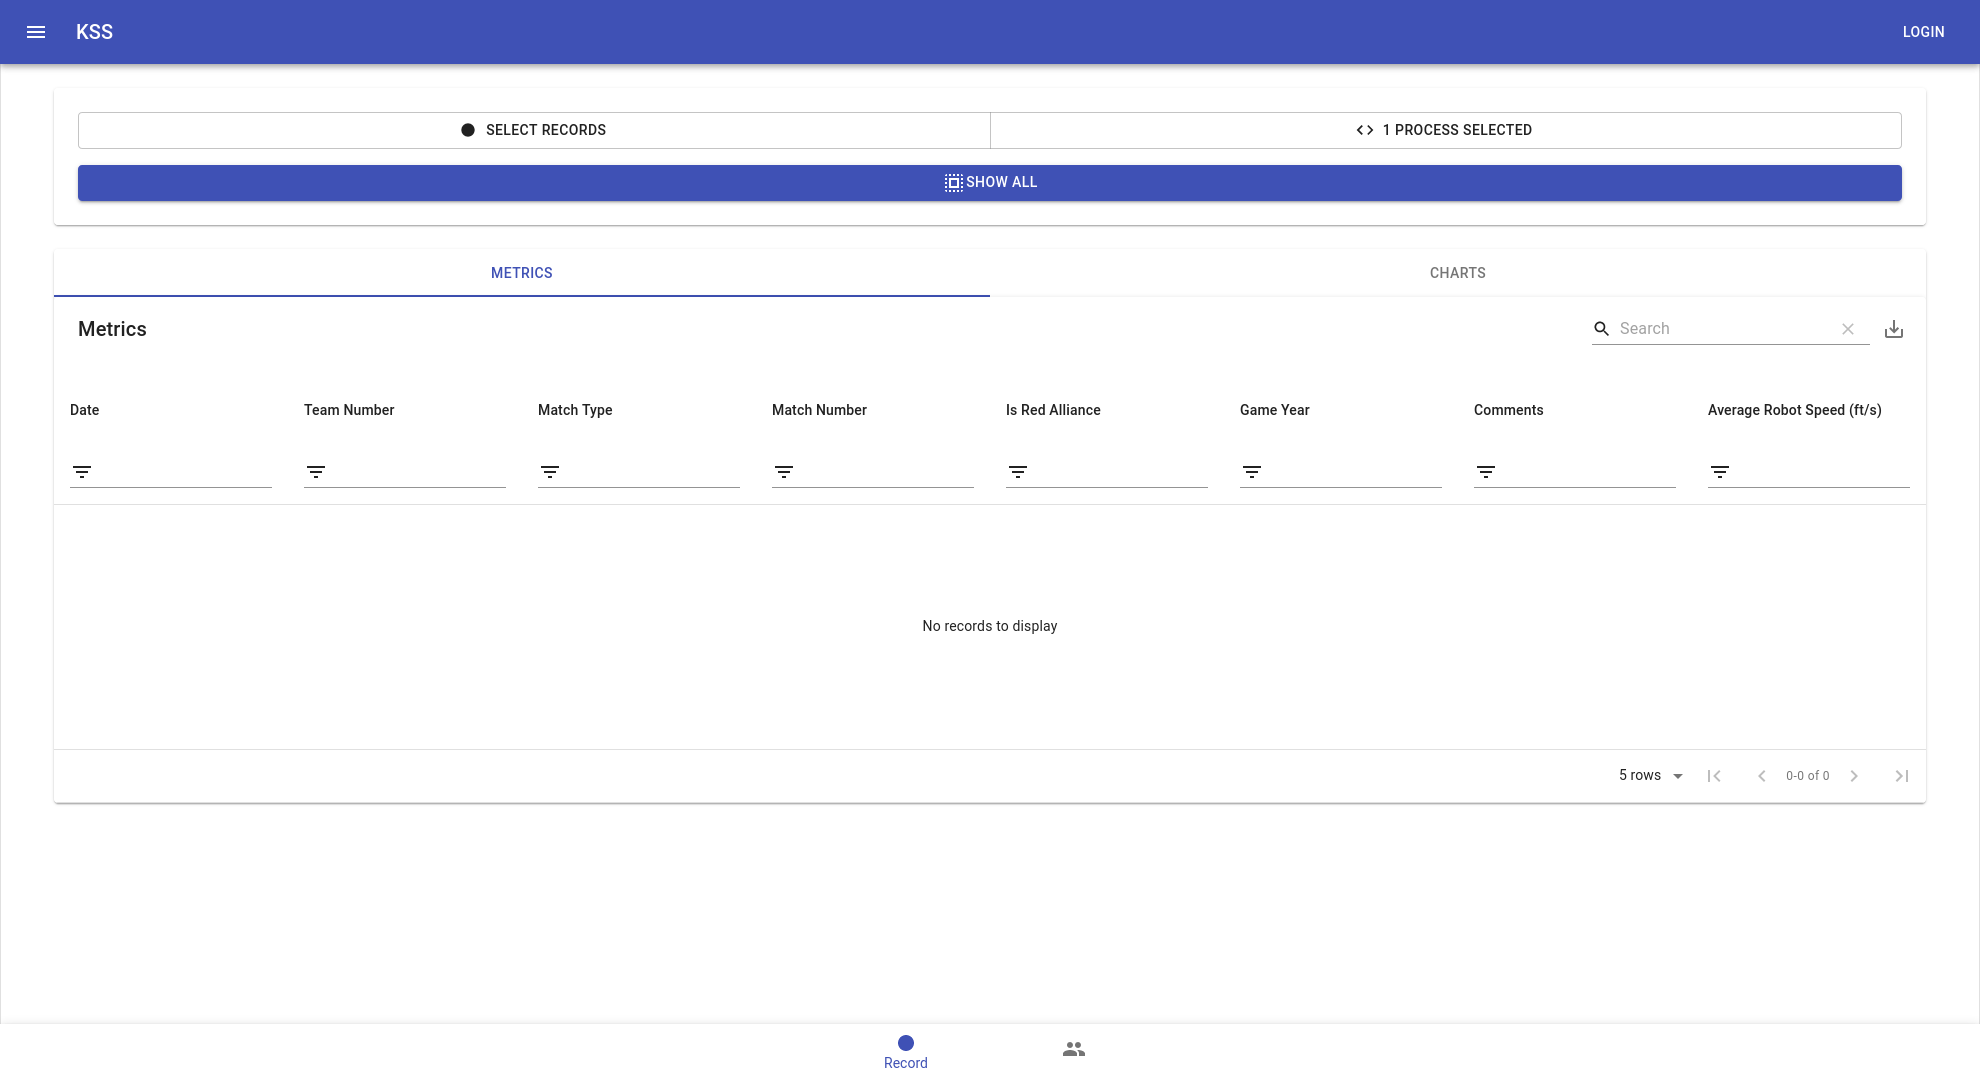 KSS
LOGIN
SELECT RECORDS
1 PROCESS SELECTED
SHOW ALL
METRICS
CHARTS
Metrics
Search
Date Team Number Match Type Match Number Is Red Alliance Game Year Comments Average Robot Speed (ft/s)
No records to display
5 rows
0-0 of 0
Record